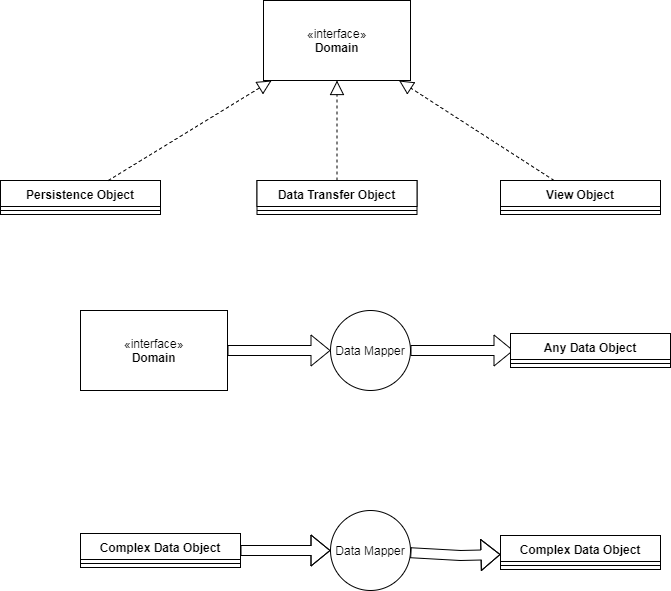 «interface»
Domain
Persistence Object
Data Transfer Object
View Object
«interface»
Domain
Data Mapper
Any Data Object
Complex Data Object
Data Mapper
Complex Data Object